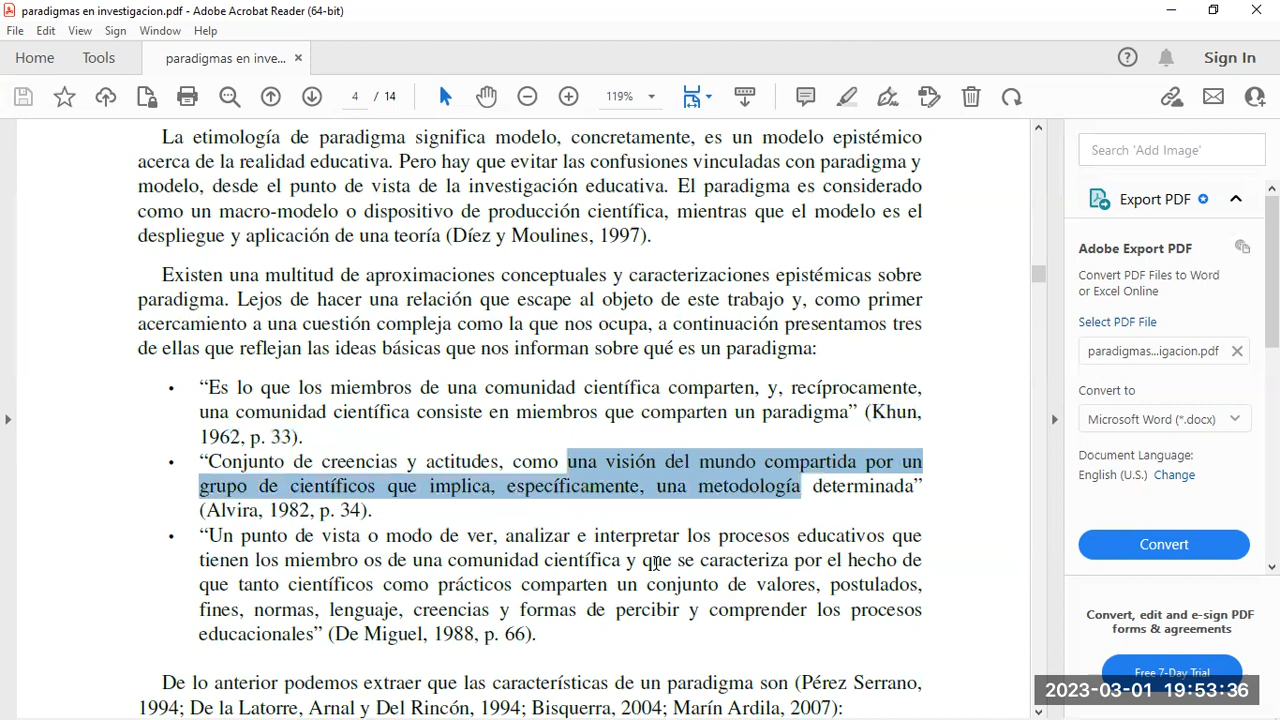 paradigmas en investigacion.pdf - Adobe Acrobat Reader (64-bit)
File Edit View Sign Window Help
Home Tools paradigmas en inve... × Sign In
4 / 14 119%
La etimología de paradigma significa modelo, concretamente, es un modelo epistémico
acerca de la realidad educativa. Pero hay que evitar las confusiones vinculadas con paradigma y
modelo, desde el punto de vista de la investigación educativa. El paradigma es considerado
como un macro-modelo o dispositivo de producción científica, mientras que el modelo es el
despliegue y aplicación de una teoría (Díez y Moulines, 1997).
Existen una multitud de aproximaciones conceptuales y caracterizaciones epistémicas sobre
paradigma. Lejos de hacer una relación que escape al objeto de este trabajo y, como primer
acercamiento a una cuestión compleja como la que nos ocupa, a continuación presentamos tres
de ellas que reflejan las ideas básicas que nos informan sobre qué es un paradigma:
• “Es lo que los miembros de una comunidad científica comparten, y, recíprocamente,
una comunidad científica consiste en miembros que comparten un paradigma” (Khun,
1962, p. 33).
• “Conjunto de creencias y actitudes, como una visión del mundo compartida por un
grupo de científicos que implica, específicamente, una metodología determinada”
(Alvira, 1982, p. 34).
• “Un punto de vista o modo de ver, analizar e interpretar los procesos educativos que
tienen los miembro os de una comunidad científica y que se caracteriza por el hecho de
que tanto científicos como prácticos comparten un conjunto de valores, postulados,
fines, normas, lenguaje, creencias y formas de percibir y comprender los procesos
educacionales” (De Miguel, 1988, p. 66).
De lo anterior podemos extraer que las características de un paradigma son (Pérez Serrano,
1994; De la Latorre, Arnal y Del Rincón, 1994; Bisquerra, 2004; Marín Ardila, 2007):
Search 'Add Image'
Export PDF
Adobe Export PDF
Convert PDF Files to Word
or Excel Online
Select PDF File
paradigmas...igacion.pdf ×
Convert to
Microsoft Word (*.docx)
Document Language:
English (U.S.) Change
Convert
Convert, edit and e-sign PDF
forms & agreements
Free 7-Day Trial
2023-03-01 19:53:36